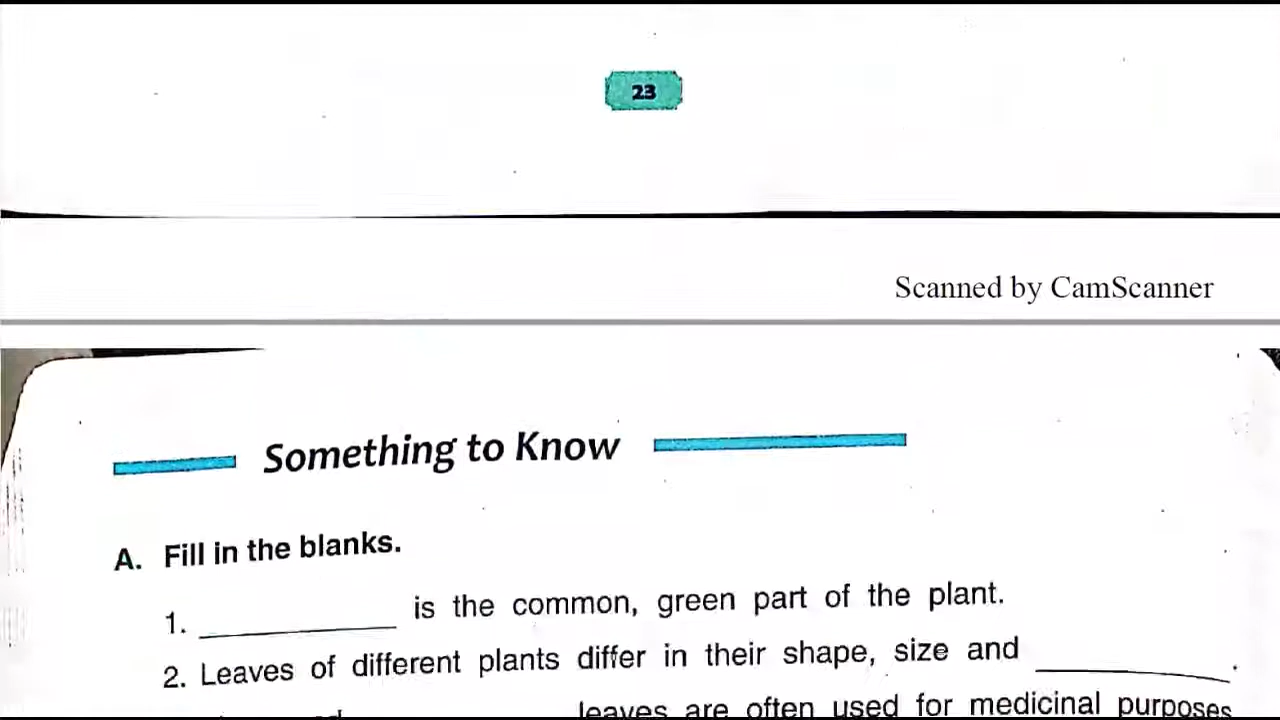 23
Scanned by CamScanner
Something to Know
A. Fill in the blanks.
1. __________ is the common, green part of the plant.
2. Leaves of different plants differ in their shape, size and __________.
leaves are often used for medicinal purposes